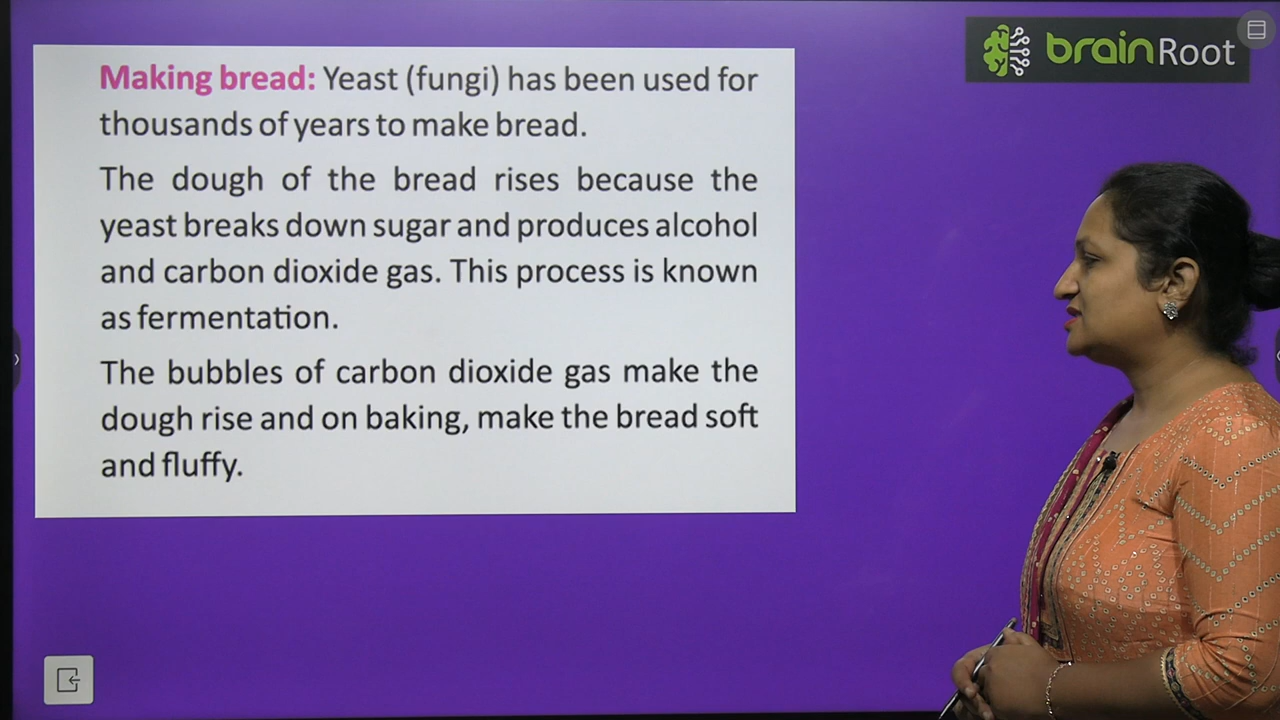 brainRoot
Making bread: Yeast (fungi) has been used for
thousands of years to make bread.
The dough of the bread rises because the
yeast breaks down sugar and produces alcohol
and carbon dioxide gas. This process is known
as fermentation.
The bubbles of carbon dioxide gas make the
dough rise and on baking, make the bread soft
and fluffy.